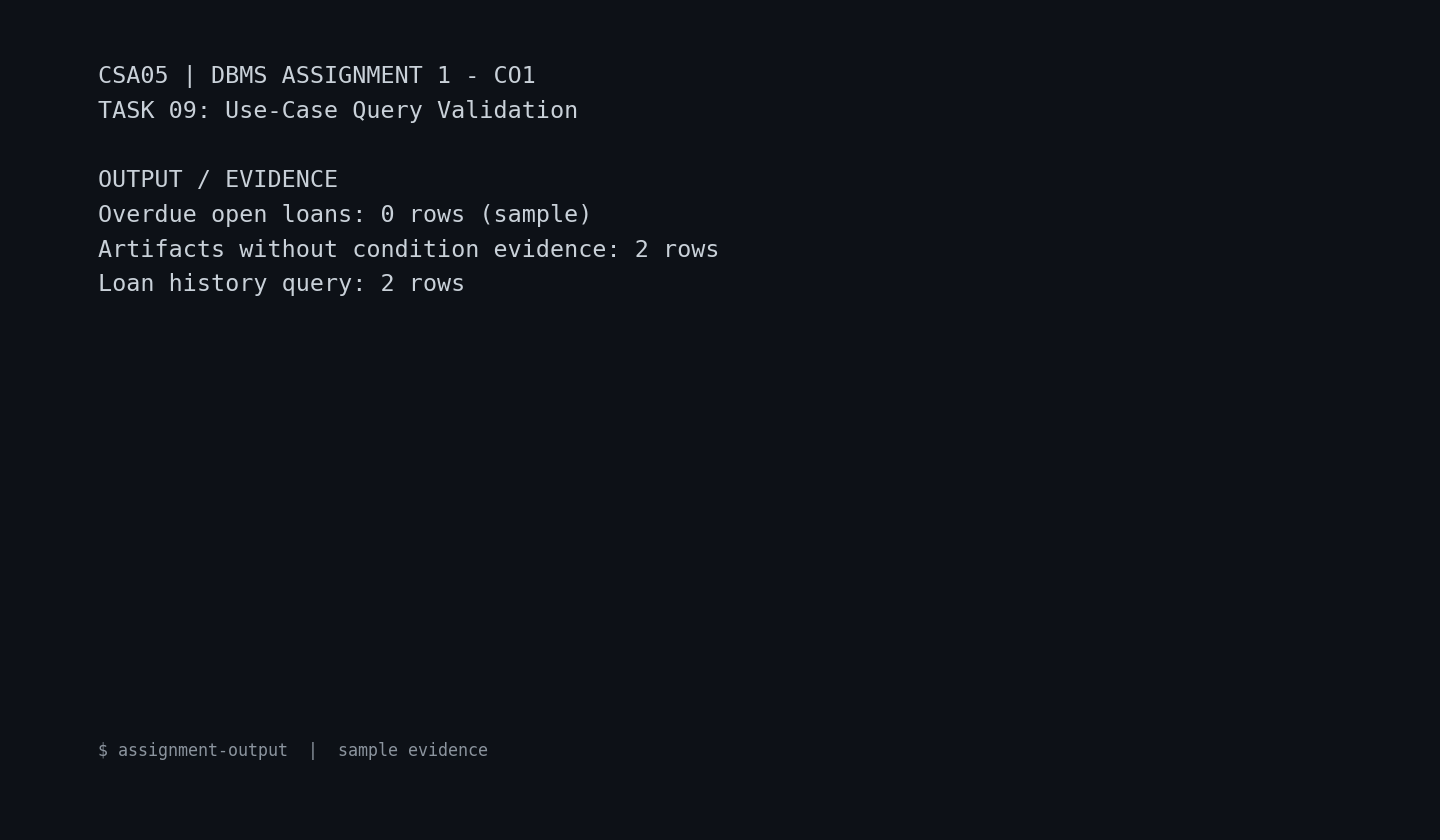 CSA05 | DBMS ASSIGNMENT 1 - CO1
TASK 09: Use-Case Query Validation
OUTPUT / EVIDENCE
Overdue open loans: 0 rows (sample)
Artifacts without condition evidence: 2 rows
Loan history query: 2 rows
$ assignment-output | sample evidence